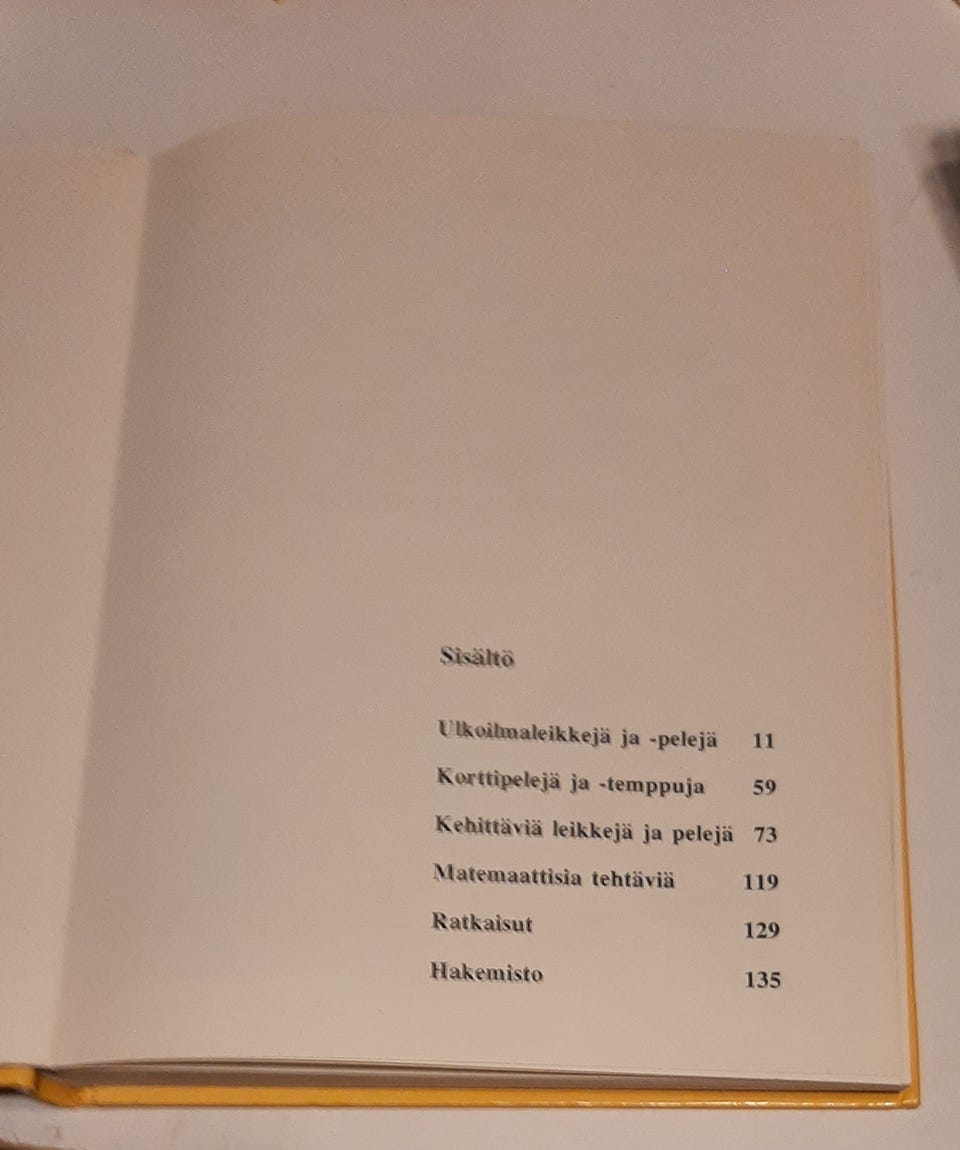 Sisältö
Ulkoilmaleikkejä ja -pelejä 11
Korttipelejä ja -temppuja 59
Kehittäviä leikkejä ja pelejä 73
Matemaattisia tehtäviä 119
Ratkaisut 129
Hakemisto 135